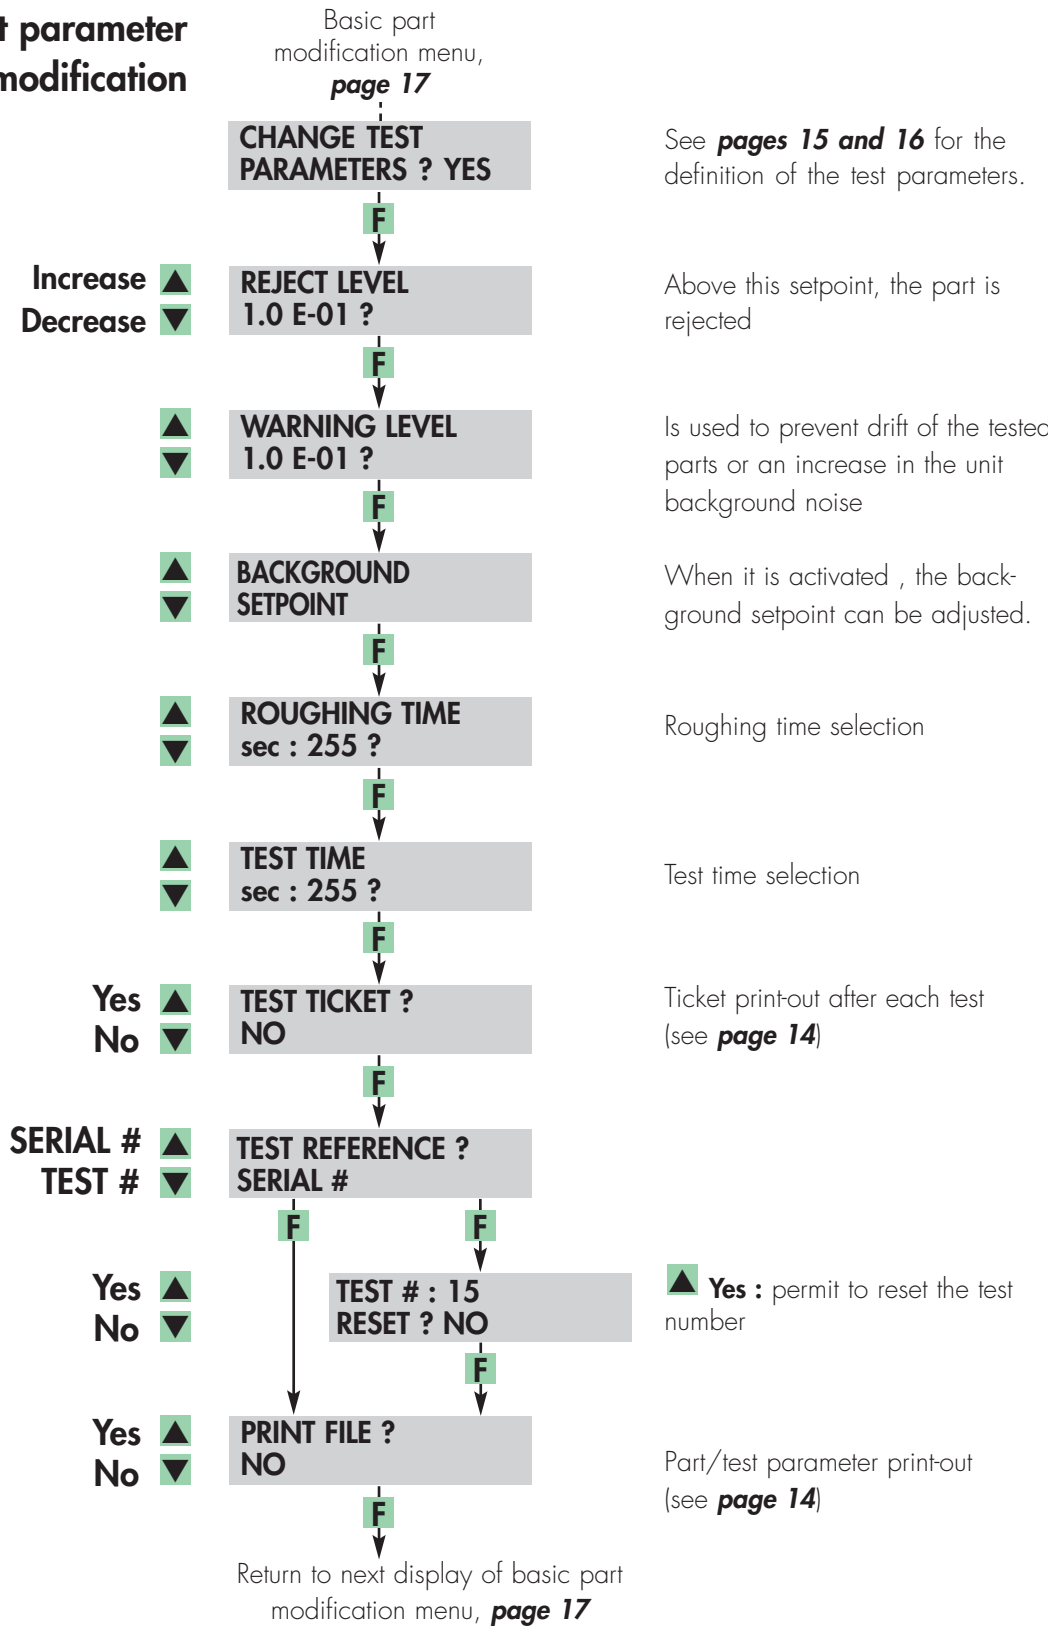 t parameter
modification
Basic part
modification menu,
page 17
CHANGE TEST
PARAMETERS ? YES
See pages 15 and 16 for the
definition of the test parameters.
F
Increase
Decrease
REJECT LEVEL
1.0 E-01 ?
Above this setpoint, the part is
rejected
F
WARNING LEVEL
1.0 E-01 ?
Is used to prevent drift of the tested
parts or an increase in the unit
background noise
F
BACKGROUND
SETPOINT
When it is activated , the back-
ground setpoint can be adjusted.
F
ROUGHING TIME
sec : 255 ?
Roughing time selection
F
TEST TIME
sec : 255 ?
Test time selection
F
Yes
No
TEST TICKET ?
NO
Ticket print-out after each test
(see page 14)
F
SERIAL #
TEST #
TEST REFERENCE ?
SERIAL #
F F
Yes
No
TEST # : 15
RESET ? NO
Yes : permit to reset the test
number
F
Yes
No
PRINT FILE ?
NO
Part/test parameter print-out
(see page 14)
F
Return to next display of basic part
modification menu, page 17